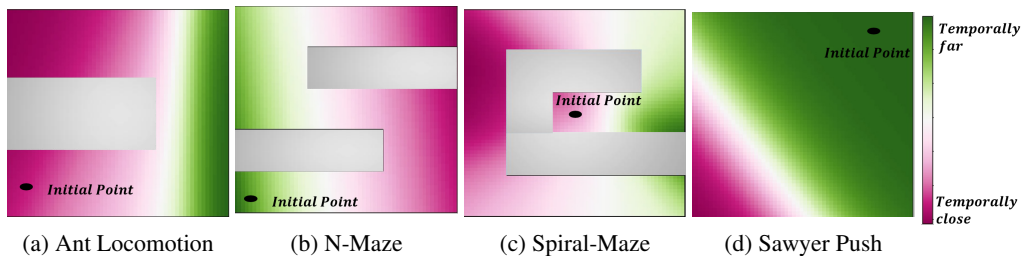 Initial Point
Initial Point
Initial Point
Initial Point
Temporally
far
Temporally
close
(a) Ant Locomotion
(b) N-Maze
(c) Spiral-Maze
(d) Sawyer Push